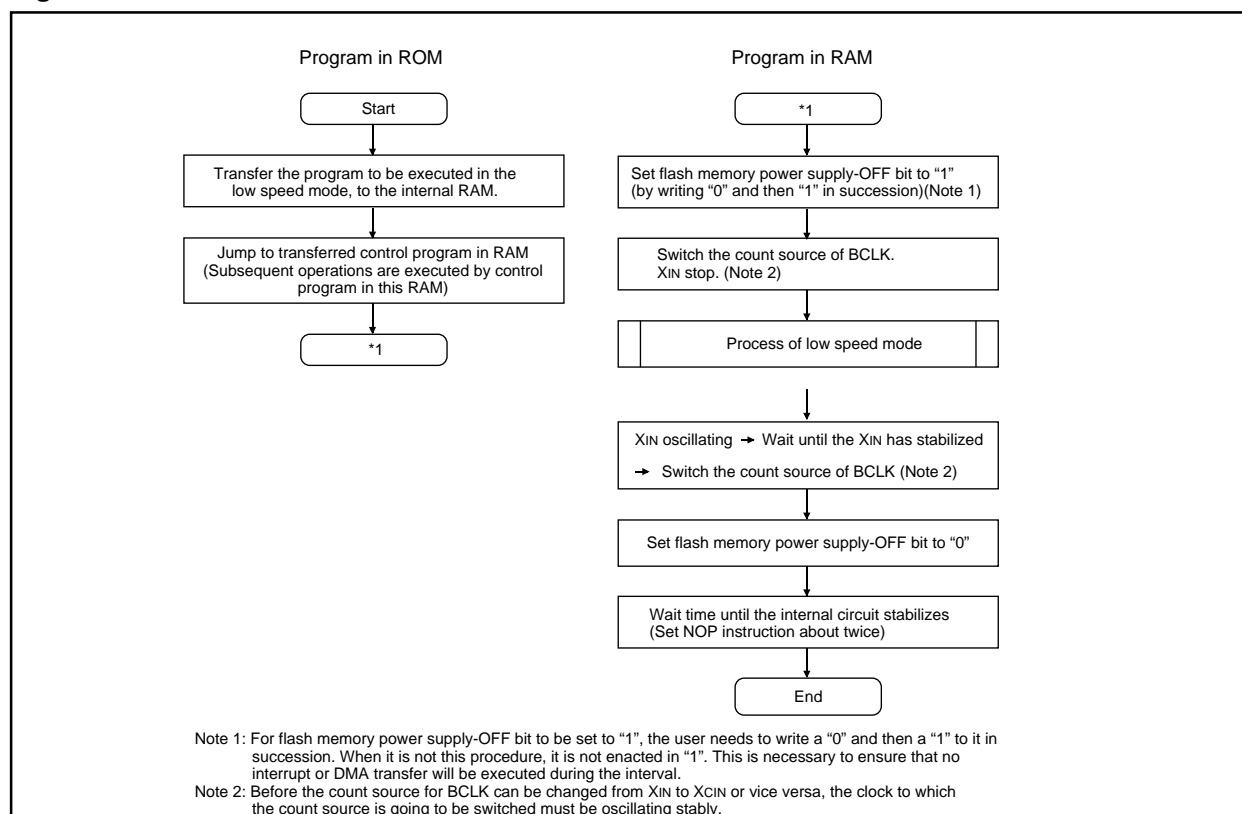 Program in ROM
Start
Transfer the program to be executed in the
low speed mode, to the internal RAM.
Jump to transferred control program in RAM
(Subsequent operations are executed by control
program in this RAM)
*1
Program in RAM
*1
Set flash memory power supply-OFF bit to “1”
(by writing “0” and then “1” in succession)(Note 1)
Switch the count source of BCLK.
XIN stop. (Note 2)
Process of low speed mode
XIN oscillating → Wait until the XIN has stabilized
→ Switch the count source of BCLK (Note 2)
Set flash memory power supply-OFF bit to “0”
Wait time until the internal circuit stabilizes
(Set NOP instruction about twice)
End
Note 1: For flash memory power supply-OFF bit to be set to “1”, the user needs to write a “0” and then a “1” to it in
succession. When it is not this procedure, it is not enacted in “1”. This is necessary to ensure that no
interrupt or DMA transfer will be executed during the interval.
Note 2: Before the count source for BCLK can be changed from XIN to XCIN or vice versa, the clock to which
the count source is going to be switched must be oscillating stably.